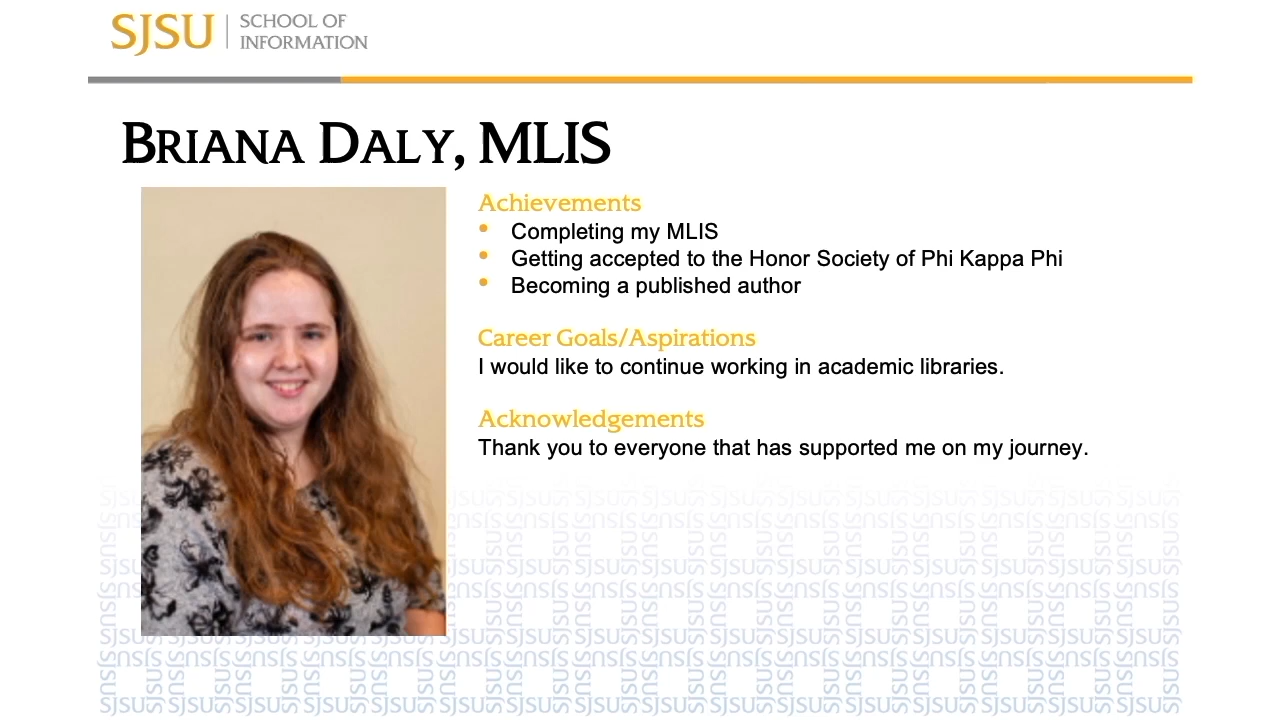 SJSU | SCHOOL OF
INFORMATION
BRIANA DALY, MLIS
Achievements
• Completing my MLIS
• Getting accepted to the Honor Society of Phi Kappa Phi
• Becoming a published author
Career Goals/Aspirations
I would like to continue working in academic libraries.
Acknowledgements
Thank you to everyone that has supported me on my journey.